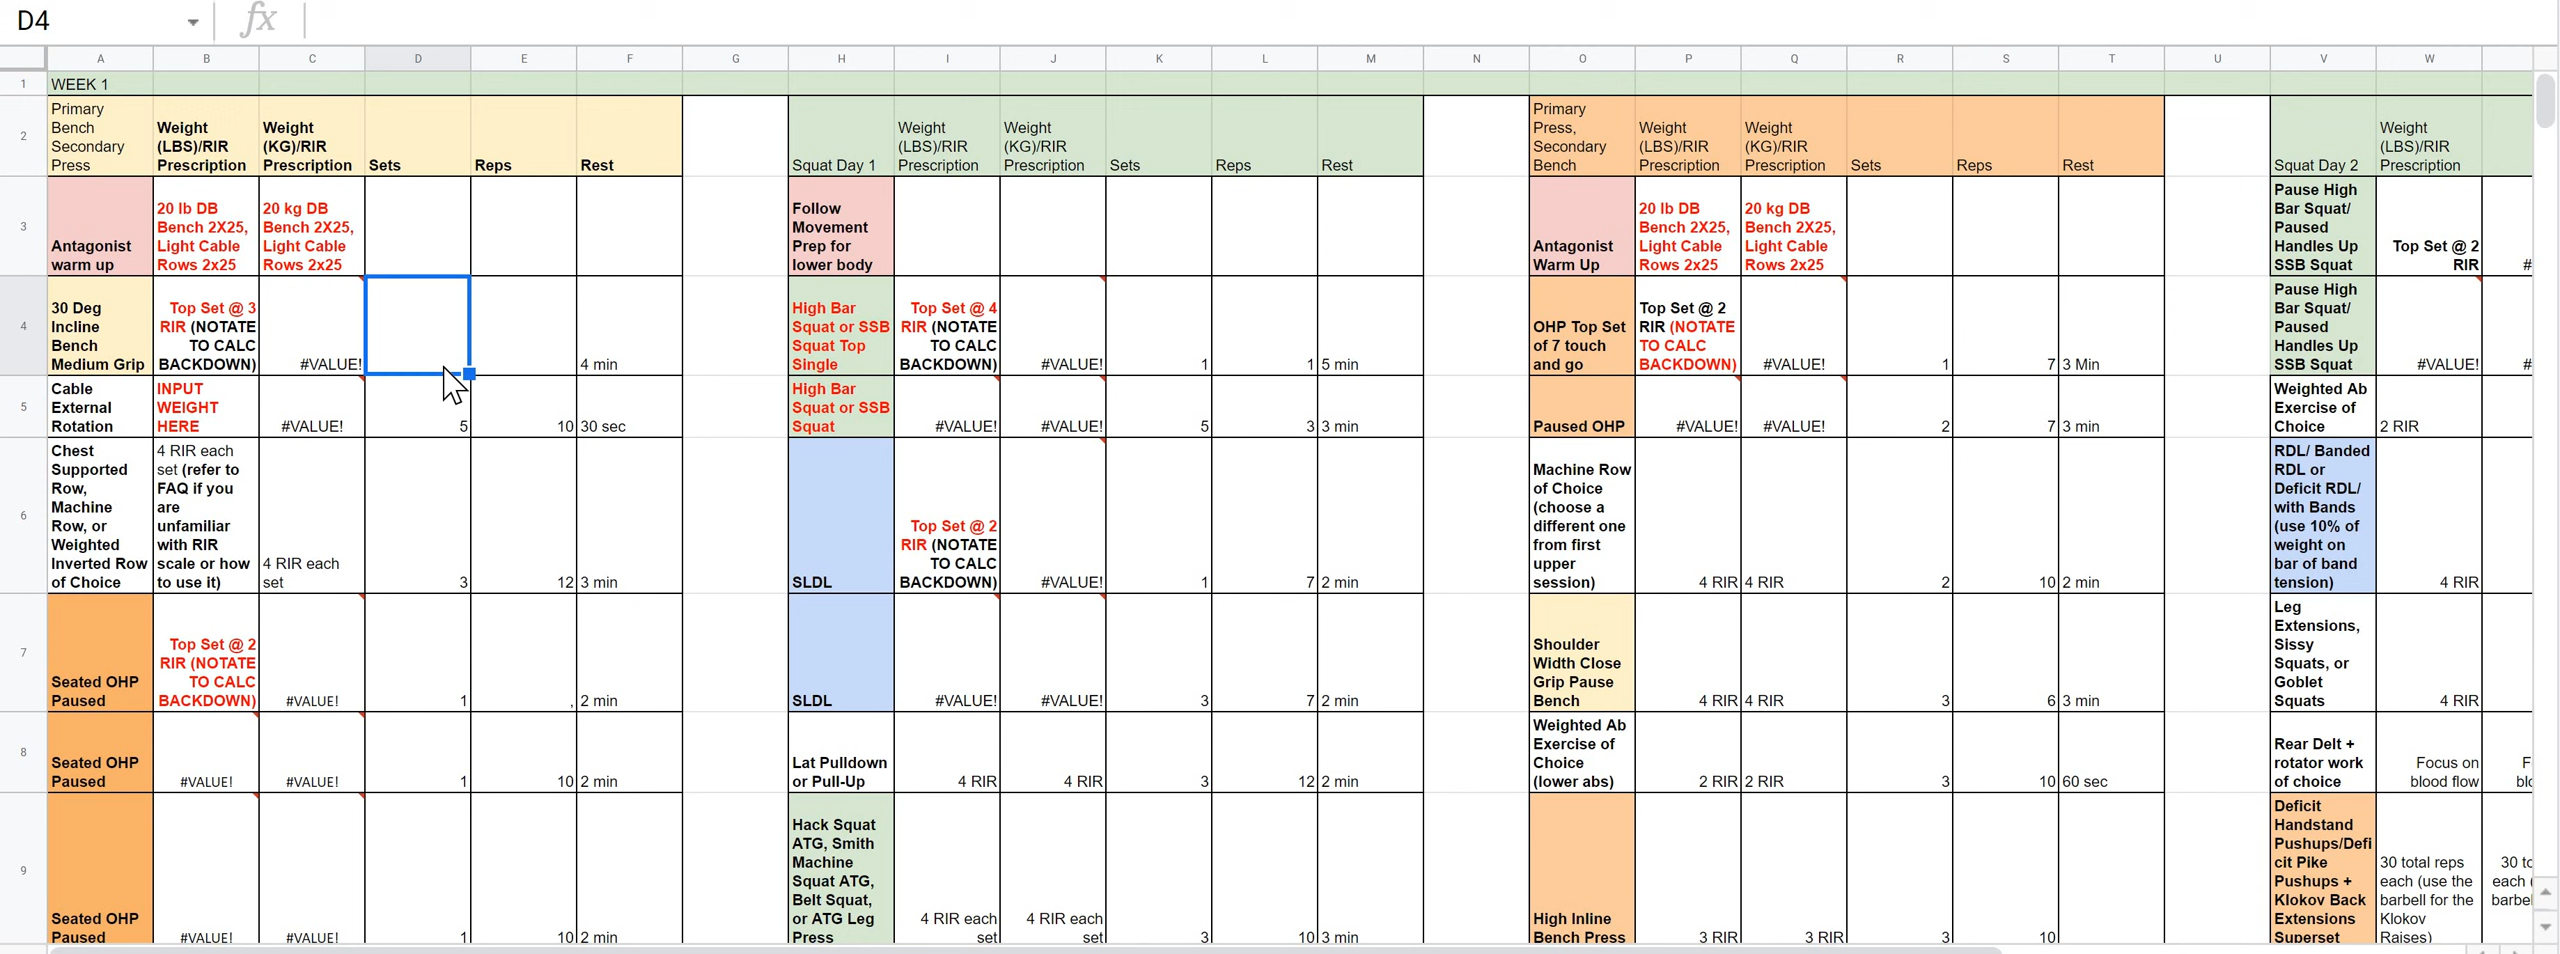 D4
fx
A B C D E F G H I J K L M N O P Q R S T U V W
1 WEEK 1
2
Primary
Bench
Secondary
Press
Weight
(LBS)/RIR
Prescription
Weight
(KG)/RIR
Prescription
Sets
Reps
Rest
Squat Day 1
Weight
(LBS)/RIR
Prescription
Weight
(KG)/RIR
Prescription
Sets
Reps
Rest
Primary
Press,
Secondary
Bench
Weight
(LBS)/RIR
Prescription
Weight
(KG)/RIR
Prescription
Sets
Reps
Rest
Squat Day 2
Weight
(LBS)/RIR
Prescription
3
Antagonist
warm up
20 lb DB
Bench 2X25,
Light Cable
Rows 2x25
20 kg DB
Bench 2X25,
Light Cable
Rows 2x25
Follow
Movement
Prep for
lower body
Antagonist
Warm Up
20 lb DB
Bench 2X25,
Light Cable
Rows 2x25
20 kg DB
Bench 2X25,
Light Cable
Rows 2x25
Pause High
Bar Squat/
Paused
Handles Up
SSB Squat
Top Set @ 2
RIR
#
4
30 Deg
Incline
Bench
Medium Grip
Top Set @ 3
RIR (NOTATE
TO CALC
BACKDOWN)
#VALUE!
4 min
High Bar
Squat or SSB
Squat Top
Single
Top Set @ 4
RIR (NOTATE
TO CALC
BACKDOWN)
#VALUE!
1
1
5 min
OHP Top Set
of 7 touch
and go
Top Set @ 2
RIR (NOTATE
TO CALC
BACKDOWN)
#VALUE!
1
7
3 Min
Pause High
Bar Squat/
Paused
Handles Up
SSB Squat
#VALUE!
#
5
Cable
External
Rotation
INPUT
WEIGHT
HERE
#VALUE!
5
10
30 sec
High Bar
Squat or SSB
Squat
#VALUE!
#VALUE!
5
3
3 min
Paused OHP
#VALUE!
#VALUE!
2
7
3 min
Weighted Ab
Exercise of
Choice
2 RIR
6
Chest
Supported
Row,
Machine
Row, or
Weighted
Inverted Row
of Choice
4 RIR each
set (refer to
FAQ if you
are
unfamiliar
with RIR
scale or how
to use it)
4 RIR each
set
3
12
3 min
SLDL
Top Set @ 2
RIR (NOTATE
TO CALC
BACKDOWN)
#VALUE!
1
7
2 min
Machine Row
of Choice
(choose a
different one
from first
upper
session)
4 RIR
4 RIR
2
10
2 min
RDL/ Banded
RDL or
Deficit RDL/
with Bands
(use 10% of
weight on
bar of band
tension)
4 RIR
7
Seated OHP
Paused
Top Set @ 2
RIR (NOTATE
TO CALC
BACKDOWN)
#VALUE!
1
,
2 min
SLDL
#VALUE!
#VALUE!
3
7
2 min
Shoulder
Width Close
Grip Pause
Bench
4 RIR
4 RIR
3
6
3 min
Leg
Extensions,
Sissy
Squats, or
Goblet
Squats
4 RIR
8
Seated OHP
Paused
#VALUE!
#VALUE!
1
10
2 min
Lat Pulldown
or Pull-Up
4 RIR
4 RIR
3
12
2 min
Weighted Ab
Exercise of
Choice
(lower abs)
2 RIR
2 RIR
3
10
60 sec
Rear Delt +
rotator work
of choice
Focus on
blood flow
F
blo
9
Seated OHP
Paused
#VALUE!
#VALUE!
1
10
2 min
Hack Squat
ATG, Smith
Machine
Squat ATG,
Belt Squat,
or ATG Leg
Press
4 RIR each
set
4 RIR each
set
3
10
3 min
High Inline
Bench Press
3 RIR
3 RIR
3
10
Deficit
Handstand
Pushups/Defi
cit Pike
Pushups +
Klokov Back
Extensions
Superset
30 total reps
each (use the
barbell for the
Klokov
Raises)
30 to
each (
barbe